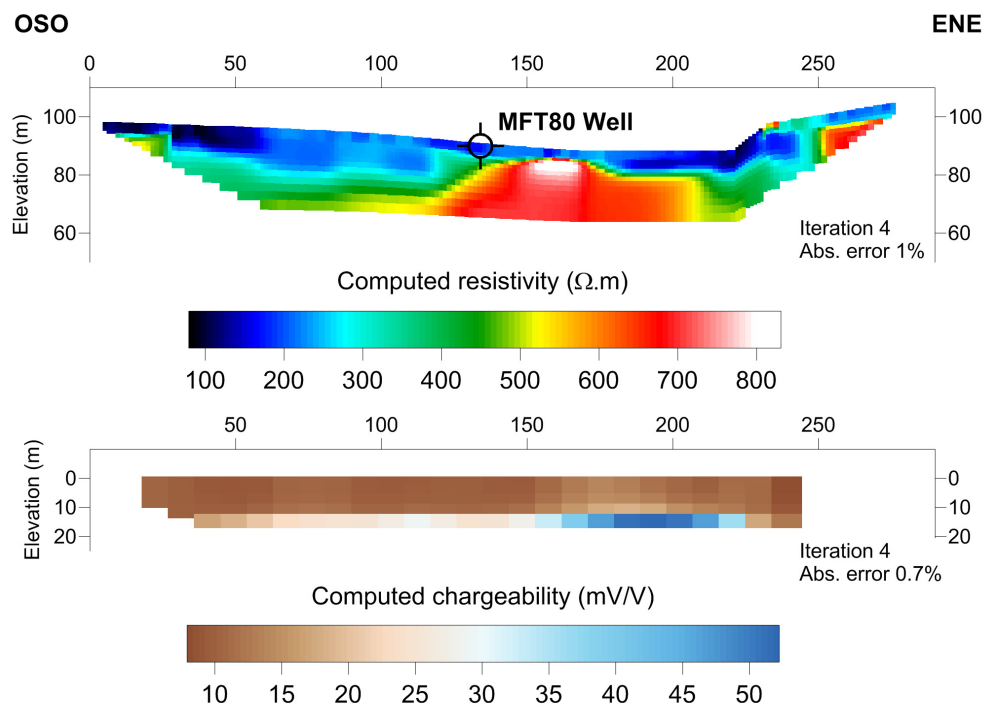 OSO
ENE
0 50 100 150 200 250
Elevation (m)
100
80
60
MFT80 Well
100
80
60
Iteration 4
Abs. error 1%
Computed resistivity (Ω.m)
100 200 300 400 500 600 700 800
50 100 150 200 250
Elevation (m)
0
10
20
0
10
20
Iteration 4
Abs. error 0.7%
Computed chargeability (mV/V)
10 15 20 25 30 35 40 45 50